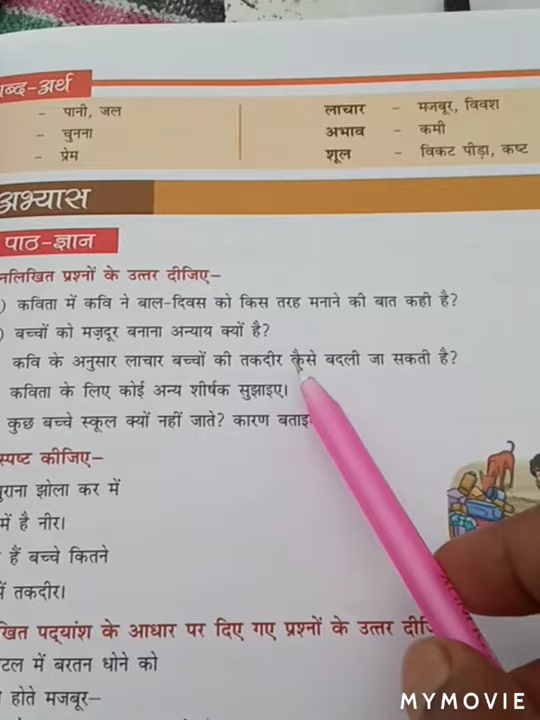 ब्द-अर्थ
- पानी, जल
- चुनना
- प्रेम
लाचार - मजबूर, विवश
अभाव - कमी
शूल - विकट पीड़ा, कष्ट
अभ्यास
पाठ-ज्ञान
नलिखित प्रश्नों के उत्तर दीजिए–
) कविता में कवि ने बाल-दिवस को किस तरह मनाने की बात कही है?
) बच्चों को मज़दूर बनाना अन्याय क्यों है?
कवि के अनुसार लाचार बच्चों की तकदीर कैसे बदली जा सकती है?
कविता के लिए कोई अन्य शीर्षक सुझाइए।
कुछ बच्चे स्कूल क्यों नहीं जाते? कारण बताइ
स्पष्ट कीजिए–
पुराना झोला कर में
में है नीर।
हैं बच्चे कितने
में तकदीर।
खित पद्यांश के आधार पर दिए गए प्रश्नों के उत्तर दीजि
टल में बरतन धोने को
होते मजबूर–
MYMOVIE